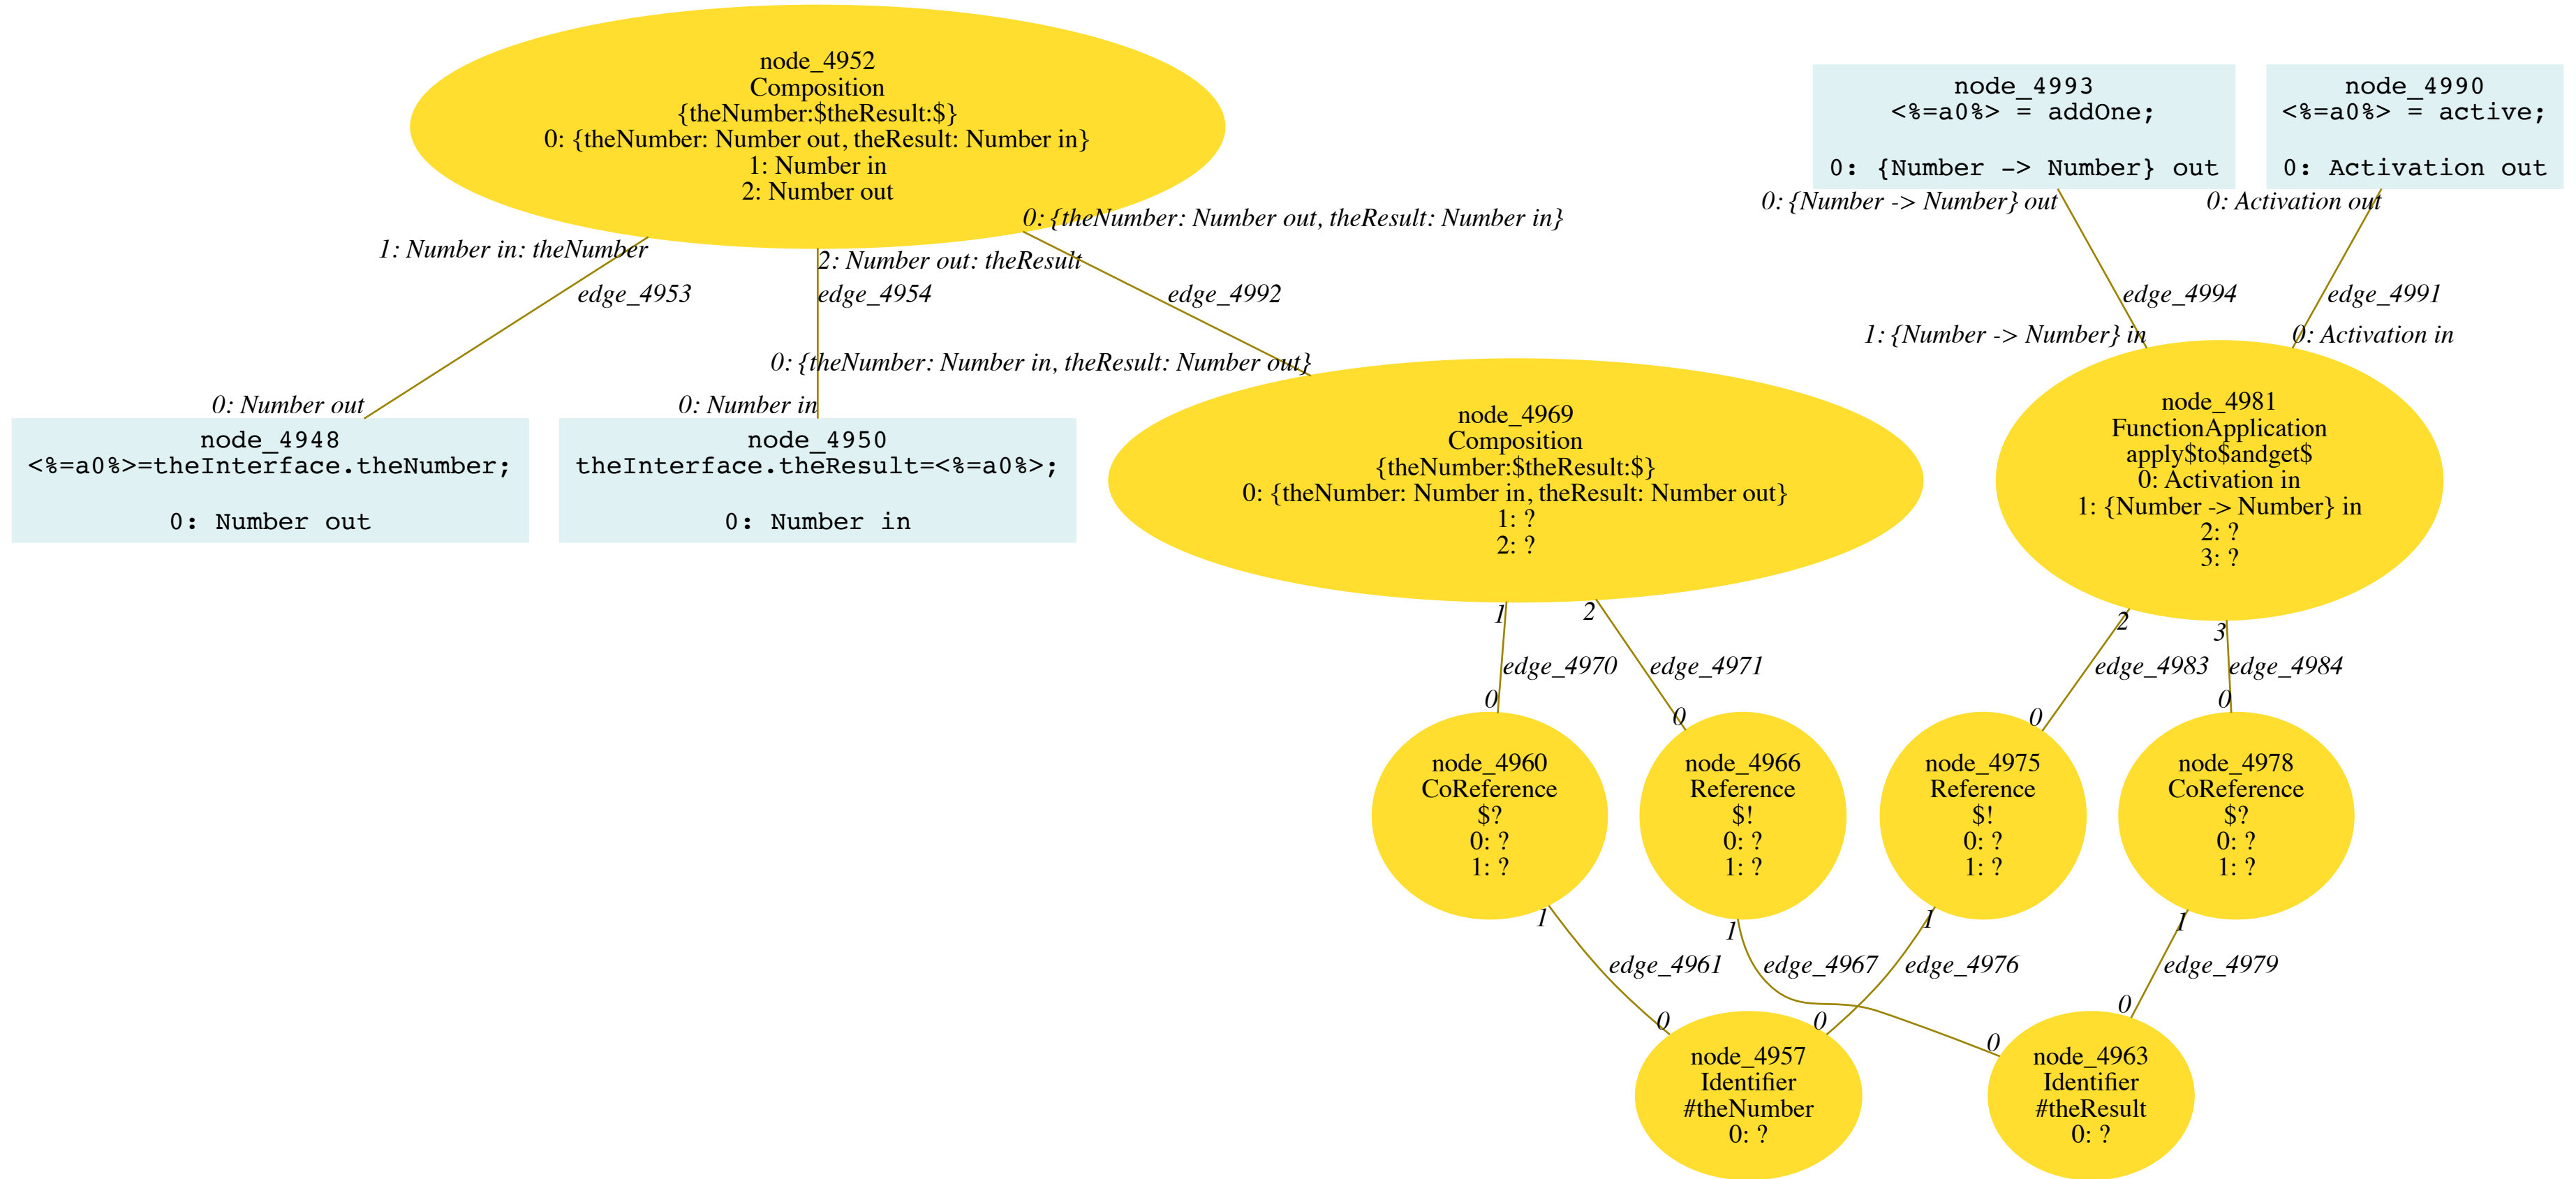 node_4952
Composition
{theNumber:$theResult:$}
0: {theNumber: Number out, theResult: Number in}
1: Number in
2: Number out
node_4993
<%=a0%> = addOne;
0: {Number -> Number} out
node_4990
<%=a0%> = active;
0: Activation out
1: Number in: theNumber
2: Number out: theResult
0: {theNumber: Number out, theResult: Number in}
0: {Number -> Number} out
0: Activation out
edge_4953
edge_4954
edge_4992
edge_4994
edge_4991
0: Number out
0: Number in
0: {theNumber: Number in, theResult: Number out}
1: {Number -> Number} in
0: Activation in
node_4948
<%=a0%>=theInterface.theNumber;
0: Number out
node_4950
theInterface.theResult=<%=a0%>;
0: Number in
node_4969
Composition
{theNumber:$theResult:$}
0: {theNumber: Number in, theResult: Number out}
1: ?
2: ?
node_4981
FunctionApplication
apply$to$andget$
0: Activation in
1: {Number -> Number} in
2: ?
3: ?
1
2
2
3
edge_4970
edge_4971
edge_4983
edge_4984
0
0
0
0
node_4960
CoReference
$?
0: ?
1: ?
node_4966
Reference
$!
0: ?
1: ?
node_4975
Reference
$!
0: ?
1: ?
node_4978
CoReference
$?
0: ?
1: ?
1
1
1
1
edge_4961
edge_4967
edge_4976
edge_4979
0
0
0
0
node_4957
Identifier
#theNumber
0: ?
node_4963
Identifier
#theResult
0: ?